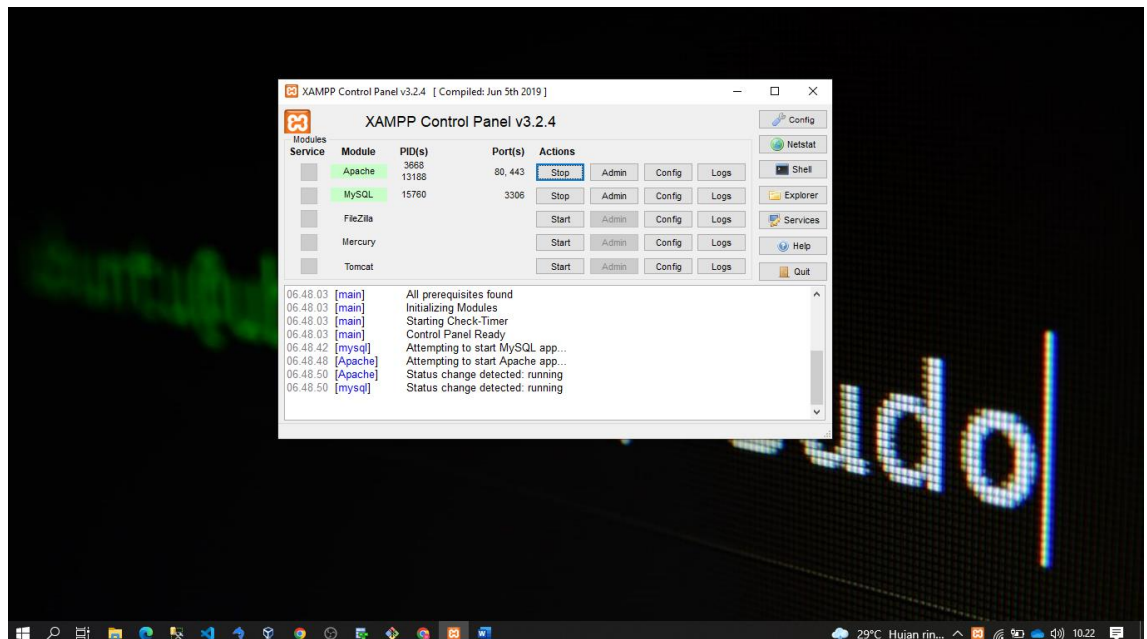 XAMPP Control Panel v3.2.4 [ Compiled: Jun 5th 2019 ]
XAMPP Control Panel v3.2.4
Config
Modules
Service Module PID(s) Port(s) Actions
Netstat
Apache 3668 13188 80, 443 Stop Admin Config Logs
Shell
MySQL 15760 3306 Stop Admin Config Logs
Explorer
FileZilla Start Admin Config Logs
Services
Mercury Start Admin Config Logs
Help
Tomcat Start Admin Config Logs
Quit
06.48.03 [main] All prerequisites found
06.48.03 [main] Initializing Modules
06.48.03 [main] Starting Check-Timer
06.48.03 [main] Control Panel Ready
06.48.42 [mysql] Attempting to start MySQL app...
06.48.48 [Apache] Attempting to start Apache app...
06.48.50 [Apache] Status change detected: running
06.48.50 [mysql] Status change detected: running
29°C Hujan rin... 10.22